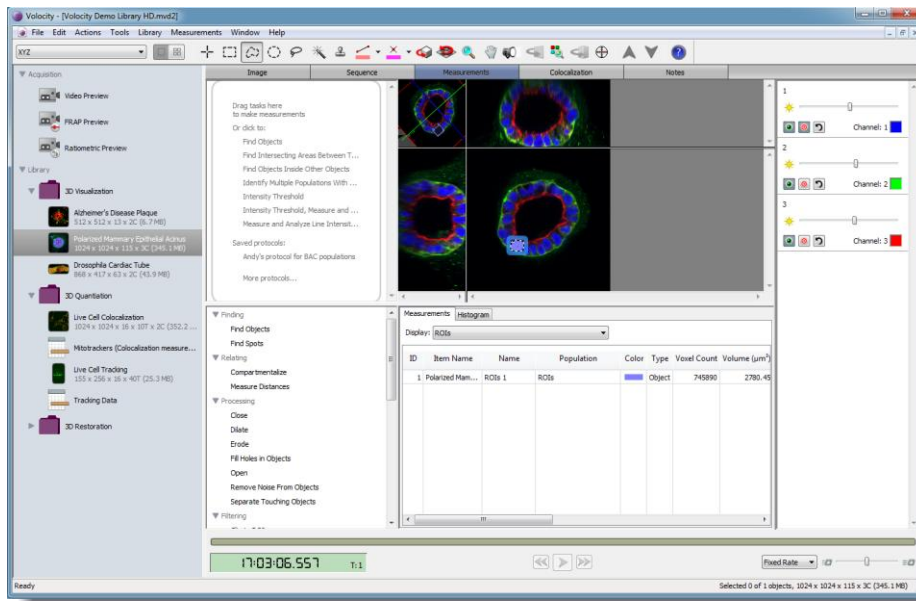 Volocity - [Volocity Demo Library HD.mvd2]
File Edit Actions Tools Library Measurements Window Help
XYZ
Acquisition
Video Preview
FRAP Preview
Ratiometric Preview
Library
3D Visualization
Alzheimer's Disease Plaque
512 x 512 x 13 x 2C (6.7 MB)
Polarized Mammary Epithelial Acinus
1024 x 1024 x 115 x 3C (345.1 MB)
Drosophila Cardiac Tube
868 x 417 x 63 x 2C (43.9 MB)
3D Quantiation
Live Cell Colocalization
1024 x 1024 x 16 x 10T x 2C (352.2 ...
Mitotrackers (Colocalization measure...
Live Cell Tracking
155 x 256 x 16 x 40T (25.3 MB)
Tracking Data
3D Restoration
Image Sequence Measurements Colocalization Notes
Drag tasks here
to make measurements
Or click to:
Find Objects
Find Intersecting Areas Between T...
Find Objects Inside Other Objects
Identify Multiple Populations With ...
Intensity Threshold
Intensity Threshold, Measure and ...
Measure and Analyze Line Intensit...
Saved protocols:
Andy's protocol for BAC populations
More protocols...
Finding
Find Objects
Find Spots
Relating
Compartmentalize
Measure Distances
Processing
Close
Dilate
Erode
Fill Holes in Objects
Open
Remove Noise From Objects
Separate Touching Objects
Filtering
Measurements Histogram
Display: ROIs
ID Item Name Name Population Color Type Voxel Count Volume (µm³)
1 Polarized Mam... ROIs 1 ROIs Object 745890 2780.45
1
Channel: 1
2
Channel: 2
3
Channel: 3
17:03:06.557 T: 1
Fixed Rate
Ready
Selected 0 of 1 objects, 1024 x 1024 x 115 x 3C (345.1 MB)